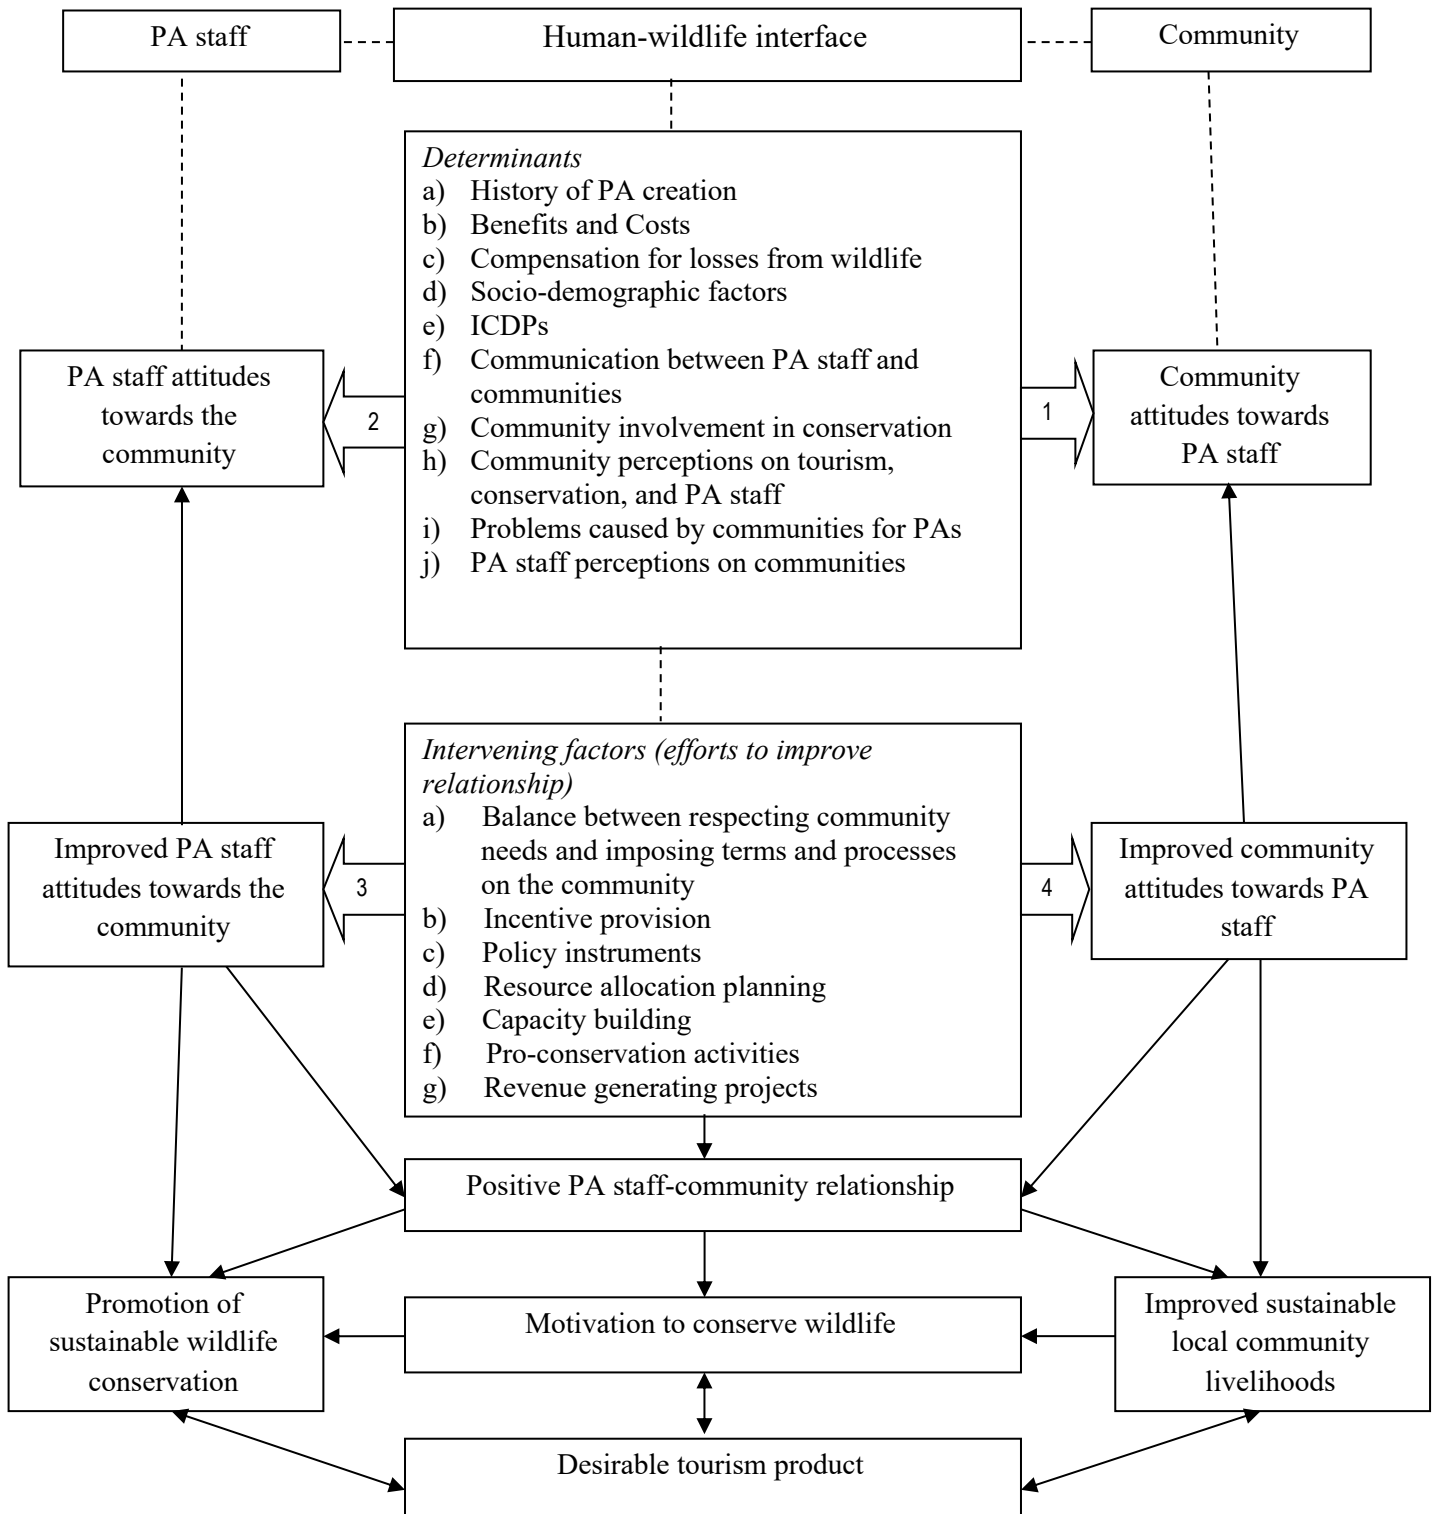 PA staff
Human-wildlife interface
Community
Determinants
a) History of PA creation
b) Benefits and Costs
c) Compensation for losses from wildlife
d) Socio-demographic factors
e) ICDPs
f) Communication between PA staff and
communities
g) Community involvement in conservation
h) Community perceptions on tourism,
conservation, and PA staff
i) Problems caused by communities for PAs
j) PA staff perceptions on communities
PA staff attitudes
towards the
community
2
1
Community
attitudes towards
PA staff
Intervening factors (efforts to improve
relationship)
a) Balance between respecting community
needs and imposing terms and processes
on the community
b) Incentive provision
c) Policy instruments
d) Resource allocation planning
e) Capacity building
f) Pro-conservation activities
g) Revenue generating projects
Improved PA staff
attitudes towards the
community
3
4
Improved community
attitudes towards PA
staff
Positive PA staff-community relationship
Promotion of
sustainable wildlife
conservation
Motivation to conserve wildlife
Improved sustainable
local community
livelihoods
Desirable tourism product